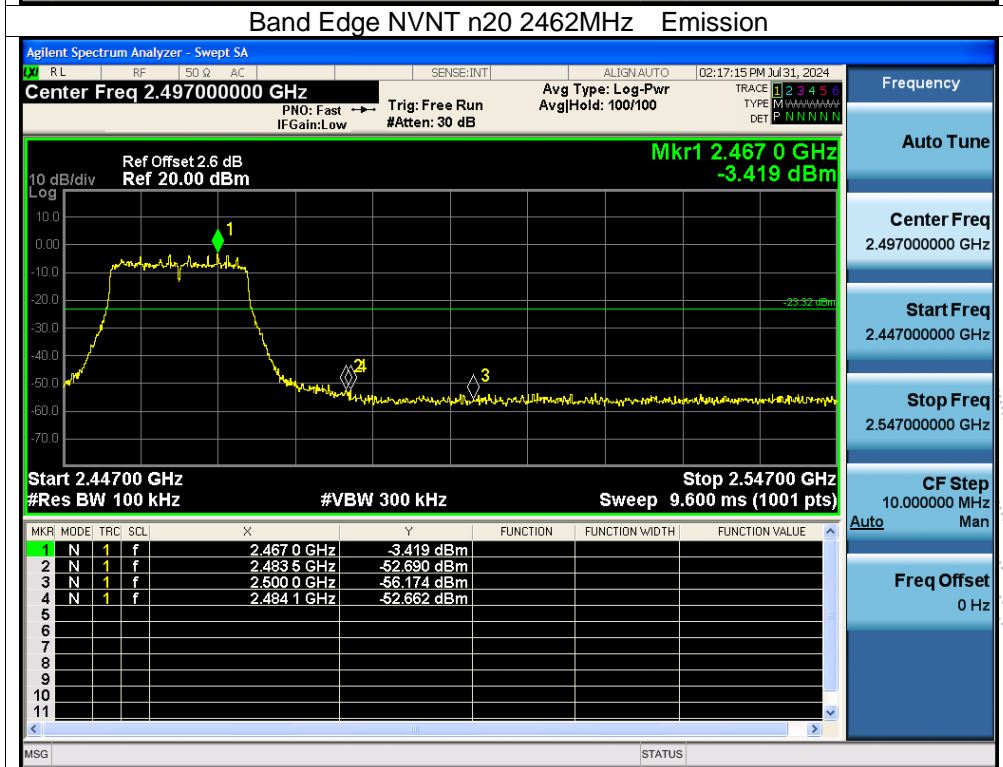 Band Edge NVNT n20 2462MHz Emission
Agilent Spectrum Analyzer - Swept SA
LXI RL RF 50 Ω AC SENSE:INT ALIGN AUTO 02:17:15 PM Jul 31, 2024
Center Freq 2.497000000 GHz Avg Type: Log-Pwr TRACE 1 2 3 4 5 6
PNO: Fast Trig: Free Run Avg|Hold: 100/100 TYPE M WWWWW
IFGain:Low #Atten: 30 dB DET P N N N N N
Mkr1 2.467 0 GHz
-3.419 dBm
Ref Offset 2.6 dB
10 dB/div Ref 20.00 dBm
Log
10.0
1
0.00
-10.0
-20.0
-23.32 dBm
-30.0
-40.0
2 4
3
-50.0
-60.0
-70.0
Start 2.44700 GHz Stop 2.54700 GHz
#Res BW 100 kHz #VBW 300 kHz Sweep 9.600 ms (1001 pts)
MKR MODE TRC SCL X Y FUNCTION FUNCTION WIDTH FUNCTION VALUE
1 N 1 f 2.467 0 GHz -3.419 dBm
2 N 1 f 2.483 5 GHz -52.690 dBm
3 N 1 f 2.500 0 GHz -56.174 dBm
4 N 1 f 2.484 1 GHz -52.662 dBm
5
6
7
8
9
10
11
MSG STATUS
Frequency
Auto Tune
Center Freq
2.497000000 GHz
Start Freq
2.447000000 GHz
Stop Freq
2.547000000 GHz
CF Step
10.000000 MHz
Auto Man
Freq Offset
0 Hz